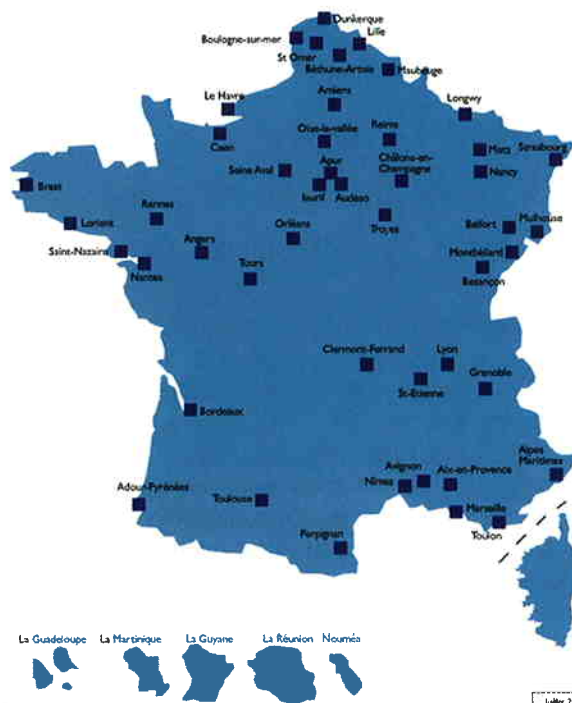 Dunkerque
Boulogne-sur-mer
Lille
St Omer
Béthune-Artois
Maubeuge
Amiens
Le Havre
Longwy
Oise-la-vallée
Reims
Caen
Metz
Strasbourg
Apur
Châlons-en-
Champagne
Nancy
Brest
Iaurif
Audeso
Rennes
Lorient
Troyes
Belfort
Mulhouse
Orléans
Saint-Nazaire
Angers
Montbéliard
Nantes
Tours
Besançon
Clermont-Ferrand
Lyon
Grenoble
St-Etienne
Bordeaux
Alpes
Maritimes
Avignon
Aix-en-Provence
Nîmes
Adour-Pyrénées
Toulouse
Marseille
Toulon
Perpignan
La Guadeloupe
La Martinique
La Guyane
La Réunion
Nouméa